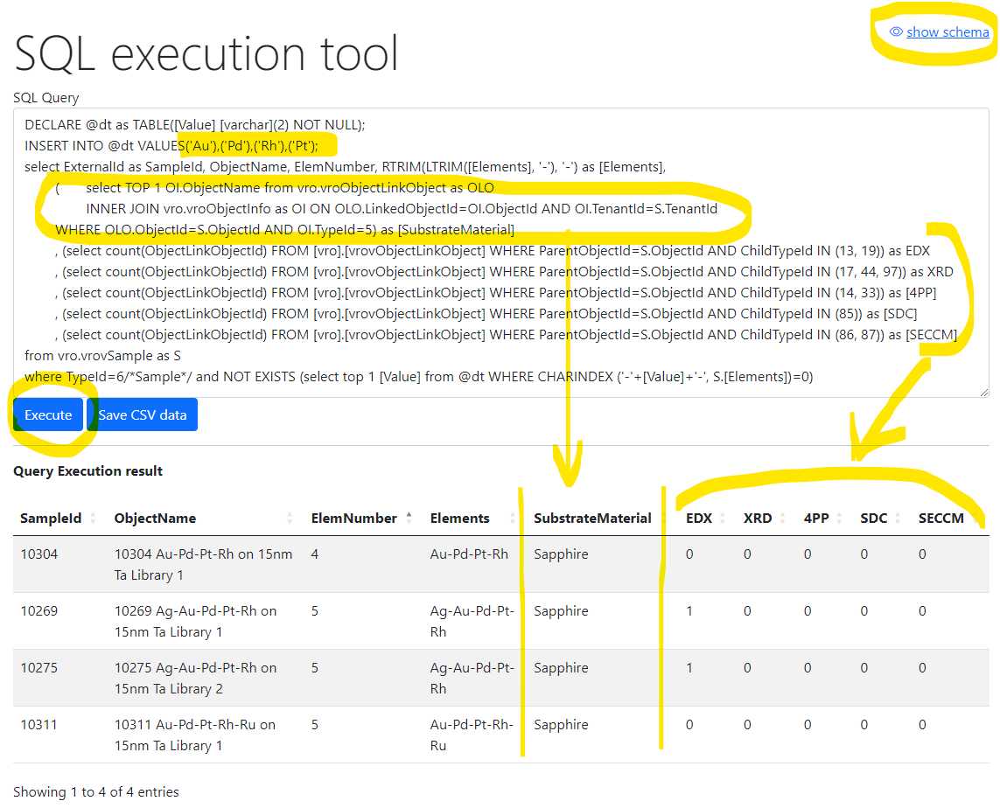 show schema
SQL execution tool
SQL Query
DECLARE @dt as TABLE([Value] [varchar](2) NOT NULL);
INSERT INTO @dt VALUES('Au'),('Pd'),('Rh'),('Pt');
select ExternalId as SampleId, ObjectName, ElemNumber, RTRIM(LTRIM([Elements], '-'), '-') as [Elements],
( select TOP 1 OI.ObjectName from vro.vroObjectLinkObject as OLO
INNER JOIN vro.vroObjectInfo as OI ON OLO.LinkedObjectId=OI.ObjectId AND OI.TenantId=S.TenantId
WHERE OLO.ObjectId=S.ObjectId AND OI.TypeId=5) as [SubstrateMaterial]
, (select count(ObjectLinkObjectId) FROM [vro].[vrovObjectLinkObject] WHERE ParentObjectId=S.ObjectId AND ChildTypeId IN (13, 19)) as EDX
, (select count(ObjectLinkObjectId) FROM [vro].[vrovObjectLinkObject] WHERE ParentObjectId=S.ObjectId AND ChildTypeId IN (17, 44, 97)) as XRD
, (select count(ObjectLinkObjectId) FROM [vro].[vrovObjectLinkObject] WHERE ParentObjectId=S.ObjectId AND ChildTypeId IN (14, 33)) as [4PP]
, (select count(ObjectLinkObjectId) FROM [vro].[vrovObjectLinkObject] WHERE ParentObjectId=S.ObjectId AND ChildTypeId IN (85)) as [SDC]
, (select count(ObjectLinkObjectId) FROM [vro].[vrovObjectLinkObject] WHERE ParentObjectId=S.ObjectId AND ChildTypeId IN (86, 87)) as [SECCM]
from vro.vrovSample as S
where TypeId=6/*Sample*/ and NOT EXISTS (select top 1 [Value] from @dt WHERE CHARINDEX ('-'+[Value]+'-', S.[Elements])=0)
Execute Save CSV data
Query Execution result
SampleId ObjectName ElemNumber Elements SubstrateMaterial EDX XRD 4PP SDC SECCM
10304 10304 Au-Pd-Pt-Rh on 15nm 4 Au-Pd-Pt-Rh Sapphire 0 0 0 0 0
Ta Library 1
10269 10269 Ag-Au-Pd-Pt-Rh on 5 Ag-Au-Pd-Pt- Sapphire 1 0 0 0 0
15nm Ta Library 1 Rh
10275 10275 Ag-Au-Pd-Pt-Rh on 5 Ag-Au-Pd-Pt- Sapphire 1 0 0 0 0
15nm Ta Library 2 Rh
10311 10311 Au-Pd-Pt-Rh-Ru on 5 Au-Pd-Pt-Rh- Sapphire 0 0 0 0 0
15nm Ta Library 1 Ru
Showing 1 to 4 of 4 entries